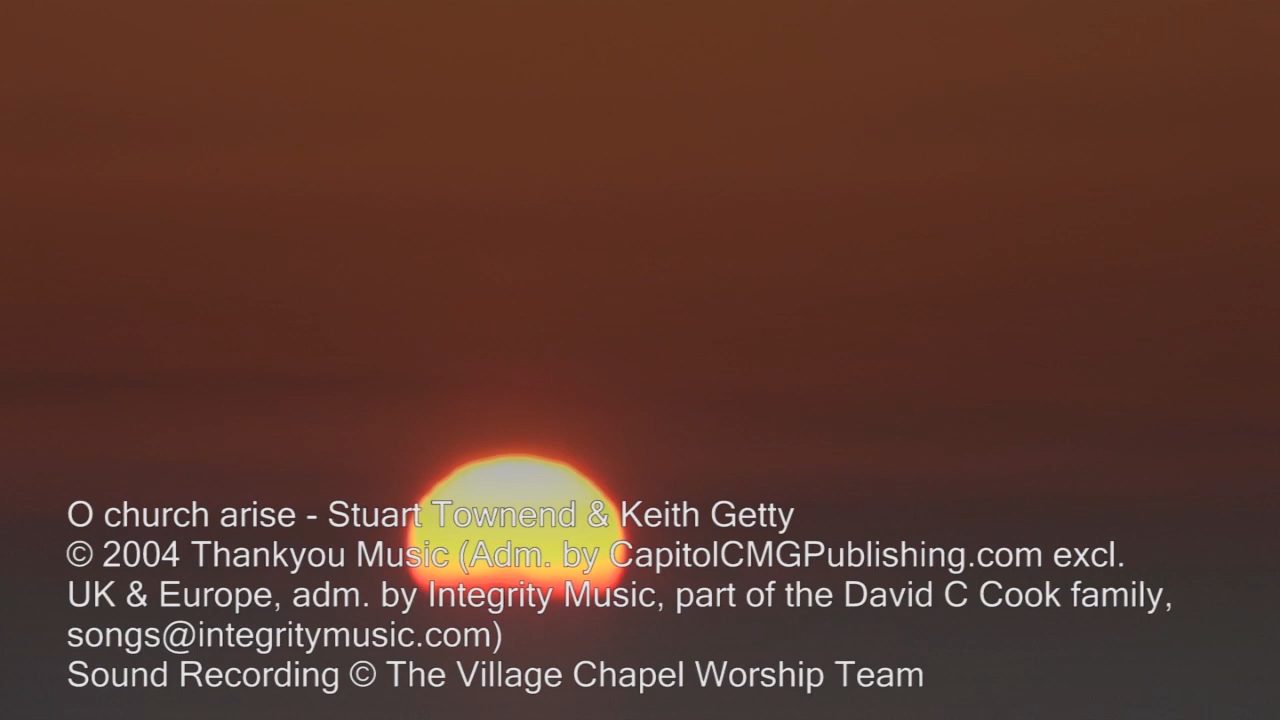 O church arise - Stuart Townend & Keith Getty
© 2004 Thankyou Music (Adm. by CapitolCMGPublishing.com excl.
UK & Europe, adm. by Integrity Music, part of the David C Cook family,
songs@integritymusic.com)
Sound Recording © The Village Chapel Worship Team